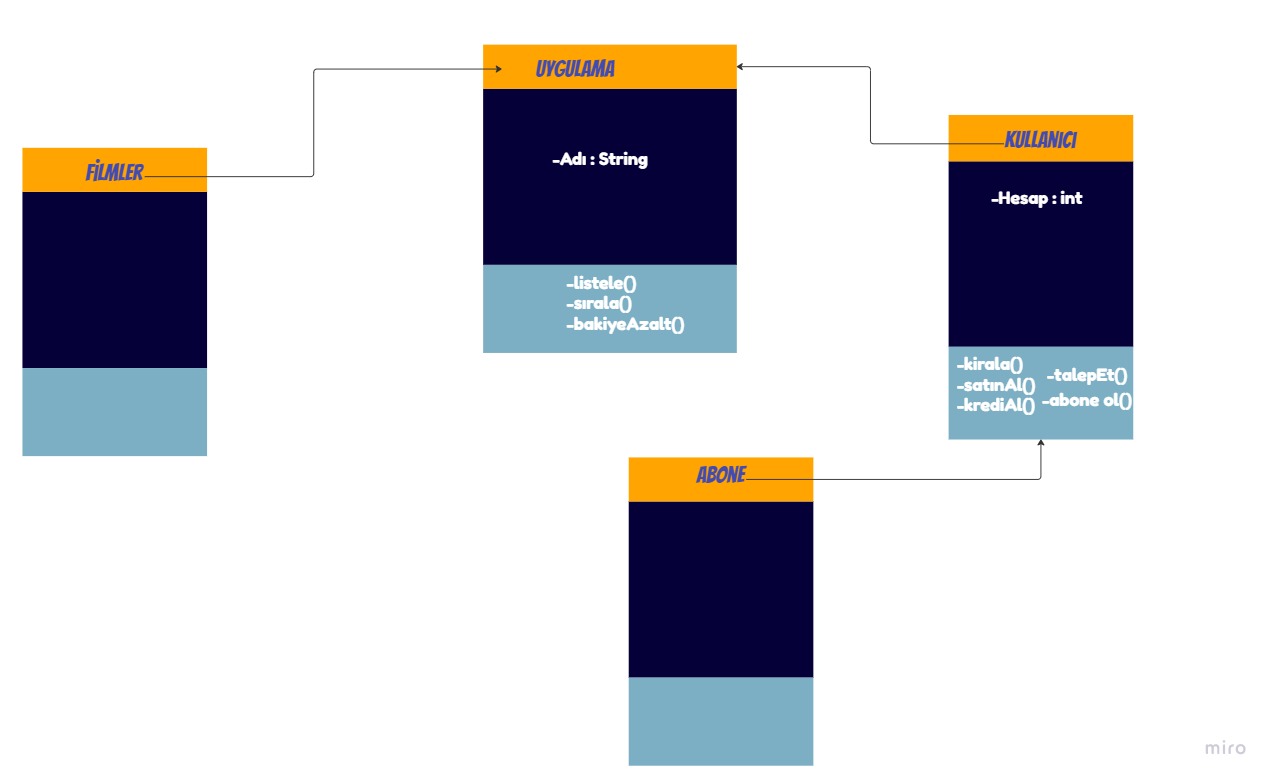 UYGULAMA
-Adı : String
-listele()
-sırala()
-bakiyeAzalt()
FİLMLER
KULLANICI
-Hesap : int
-kirala()
-satınAl()
-krediAl()
-talepEt()
-abone ol()
ABONE
miro